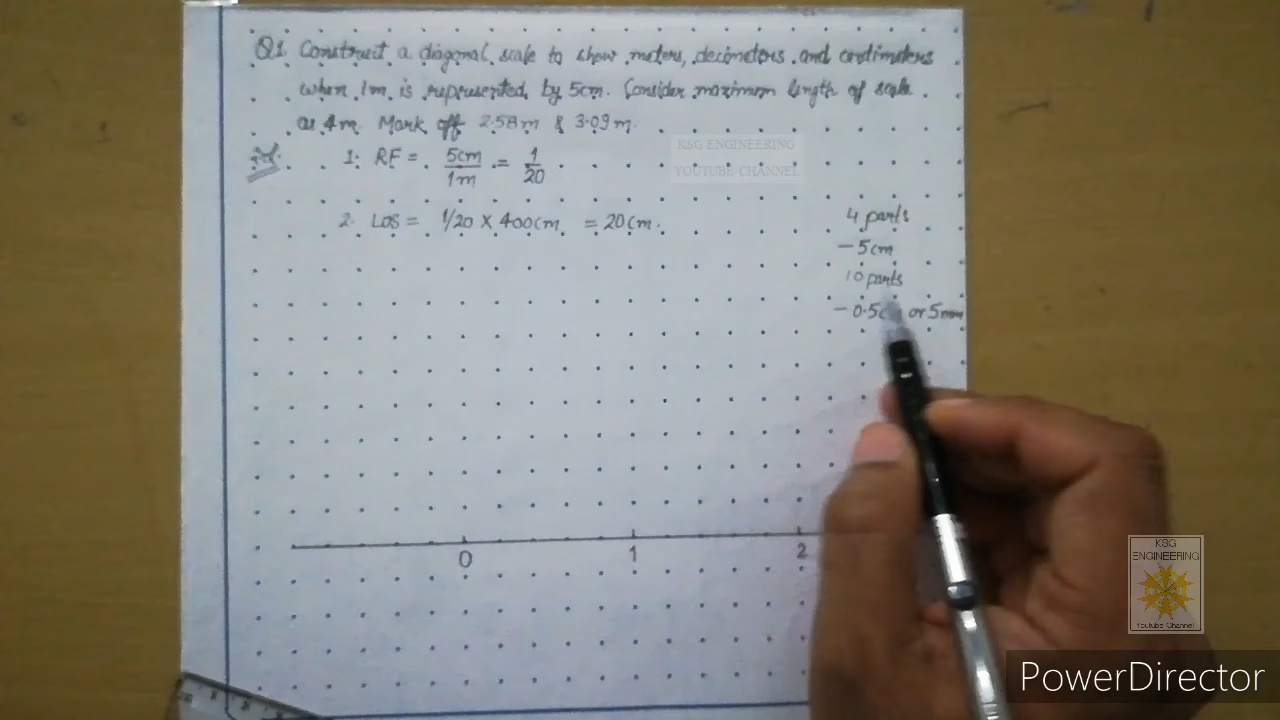 Q1. Construct a diagonal scale to show meters, decimeters and centimeters
when 1m is represented by 5cm. Consider maximum length of scale
as 4m. Mark off 2.58m & 3.09m.
KSG ENGINEERING
YOUTUBE CHANNEL
1. RF = 5cm/1m = 1/20
2. LOS = 1/20 X 400cm = 20cm.
4 parts
- 5cm
10 parts
- 0.5cm or 5mm
0 1 2
KSG
ENGINEERING
Youtube Channel
PowerDirector